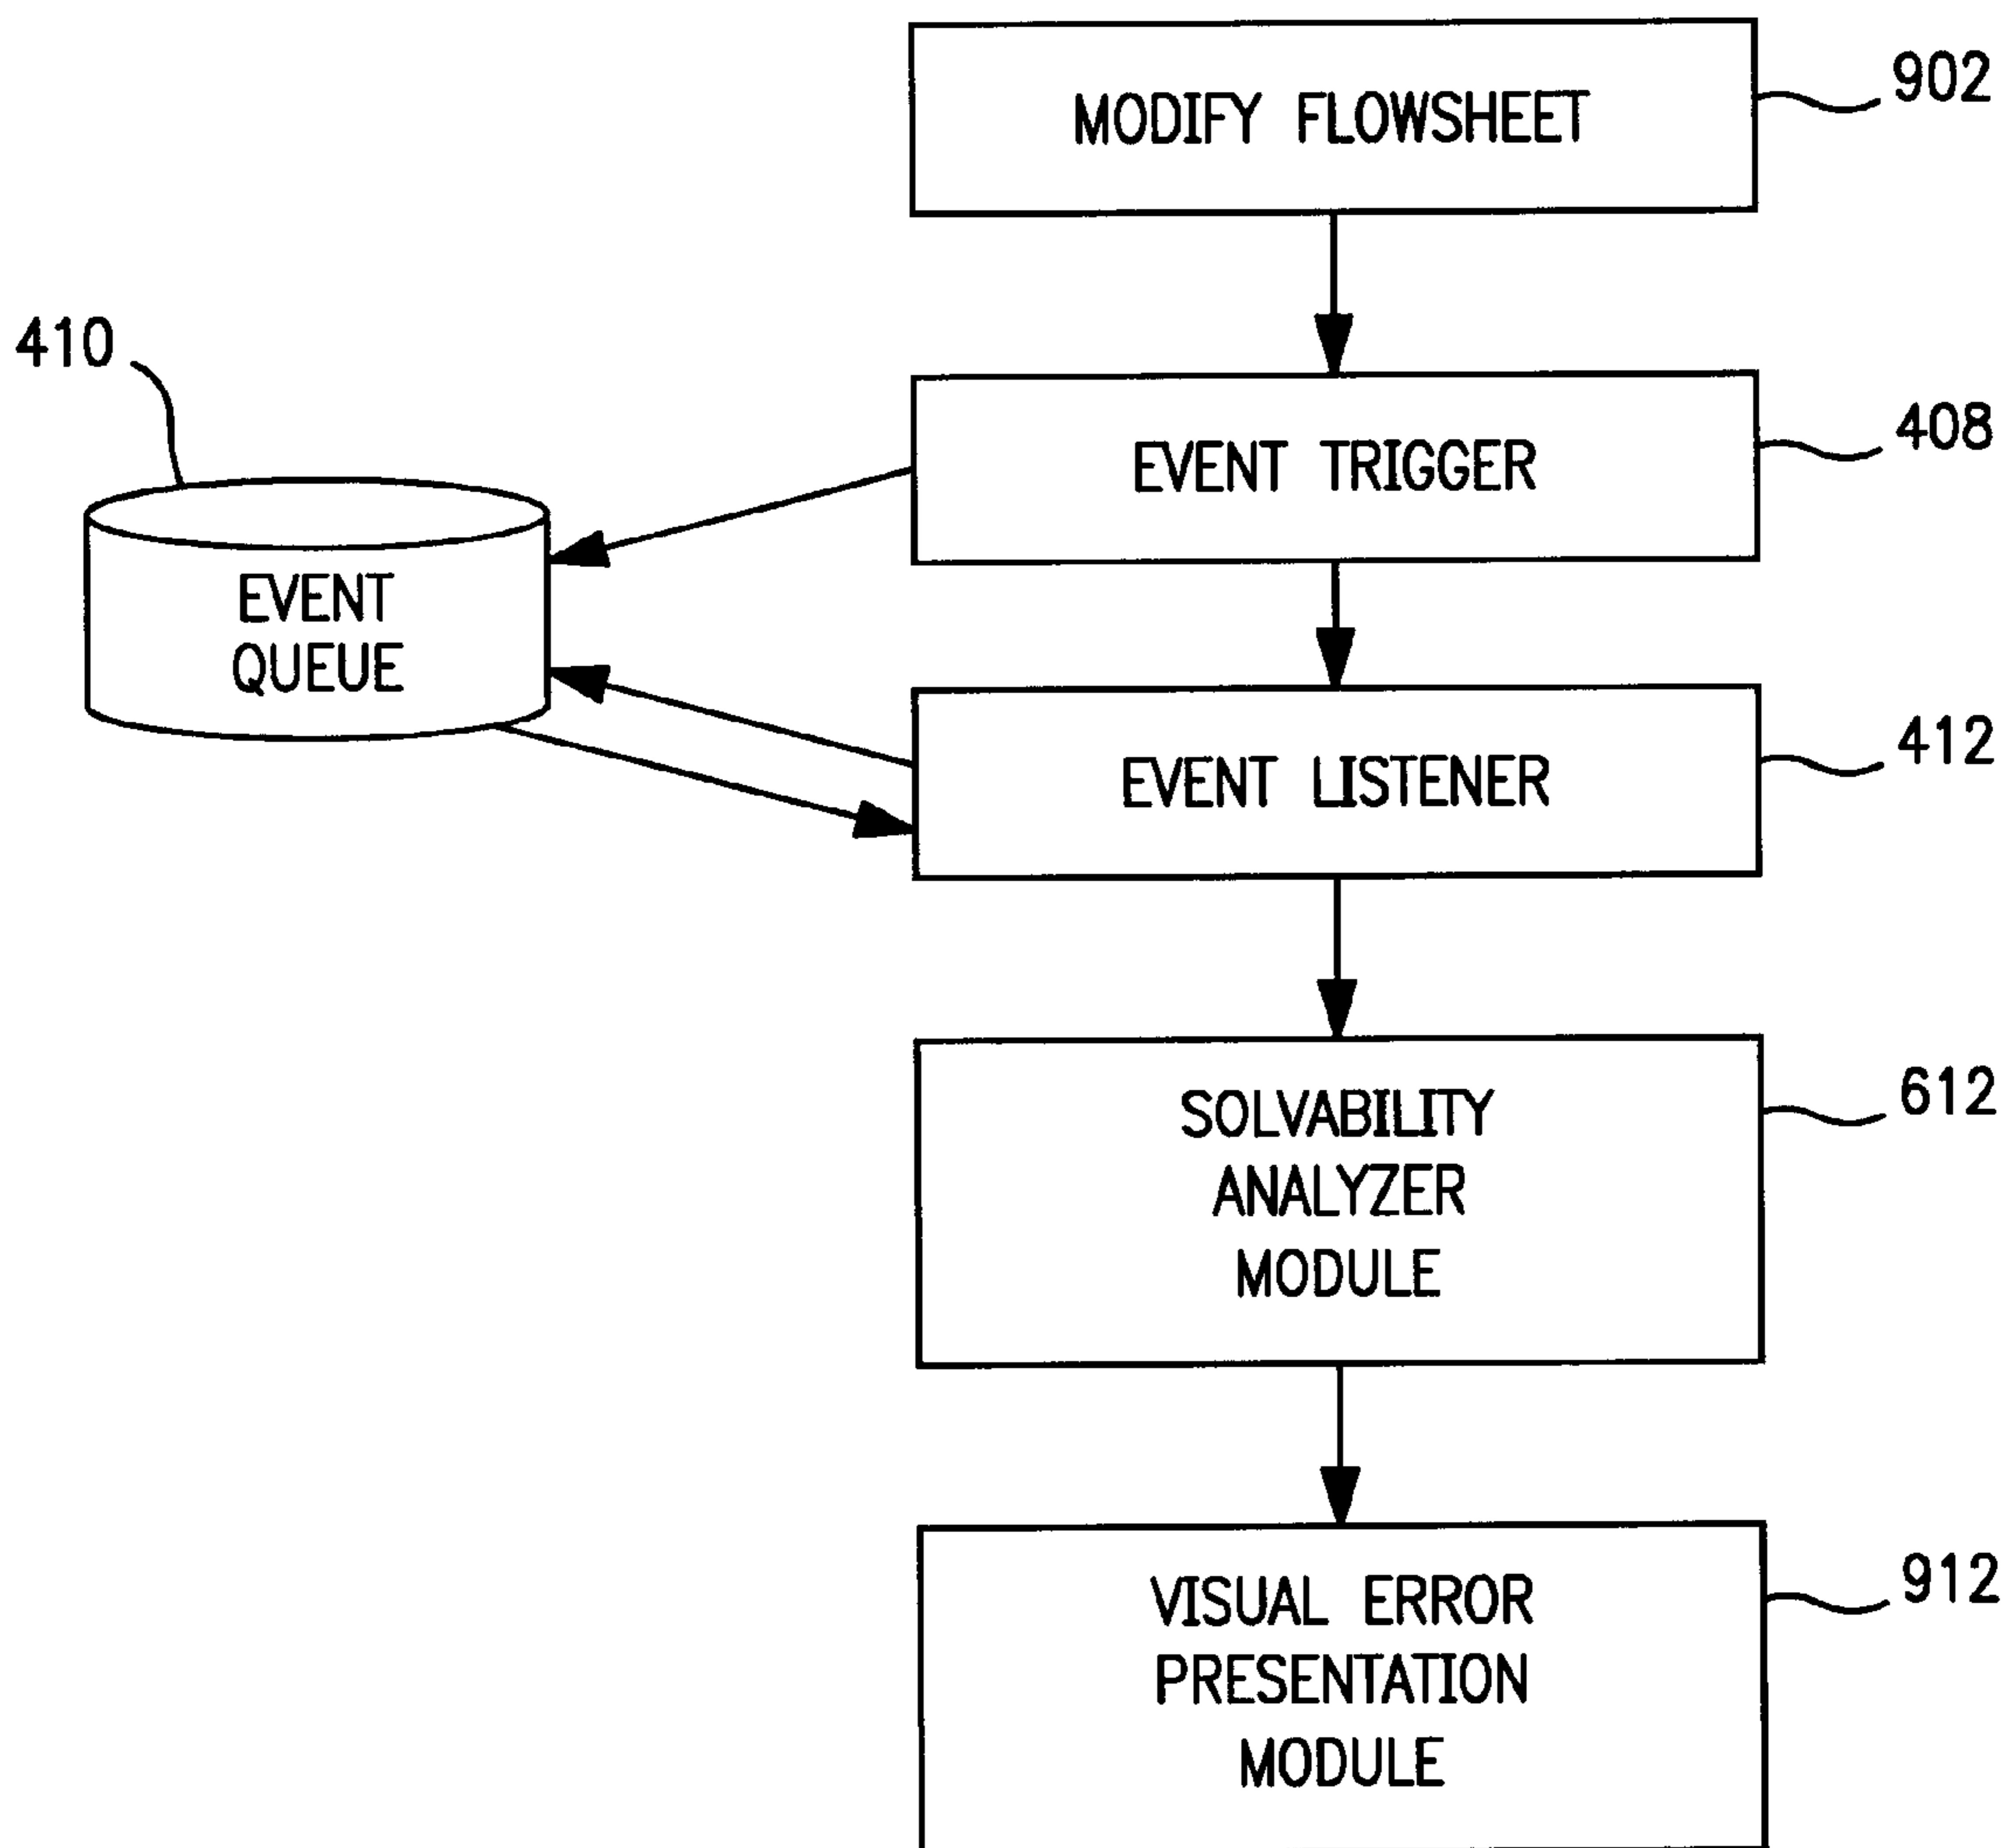 MODIFY FLOWSHEET
902
410
EVENT TRIGGER
408
EVENT
QUEUE
EVENT LISTENER
412
SOLVABILITY
ANALYZER
MODULE
612
VISUAL ERROR
PRESENTATION
MODULE
912